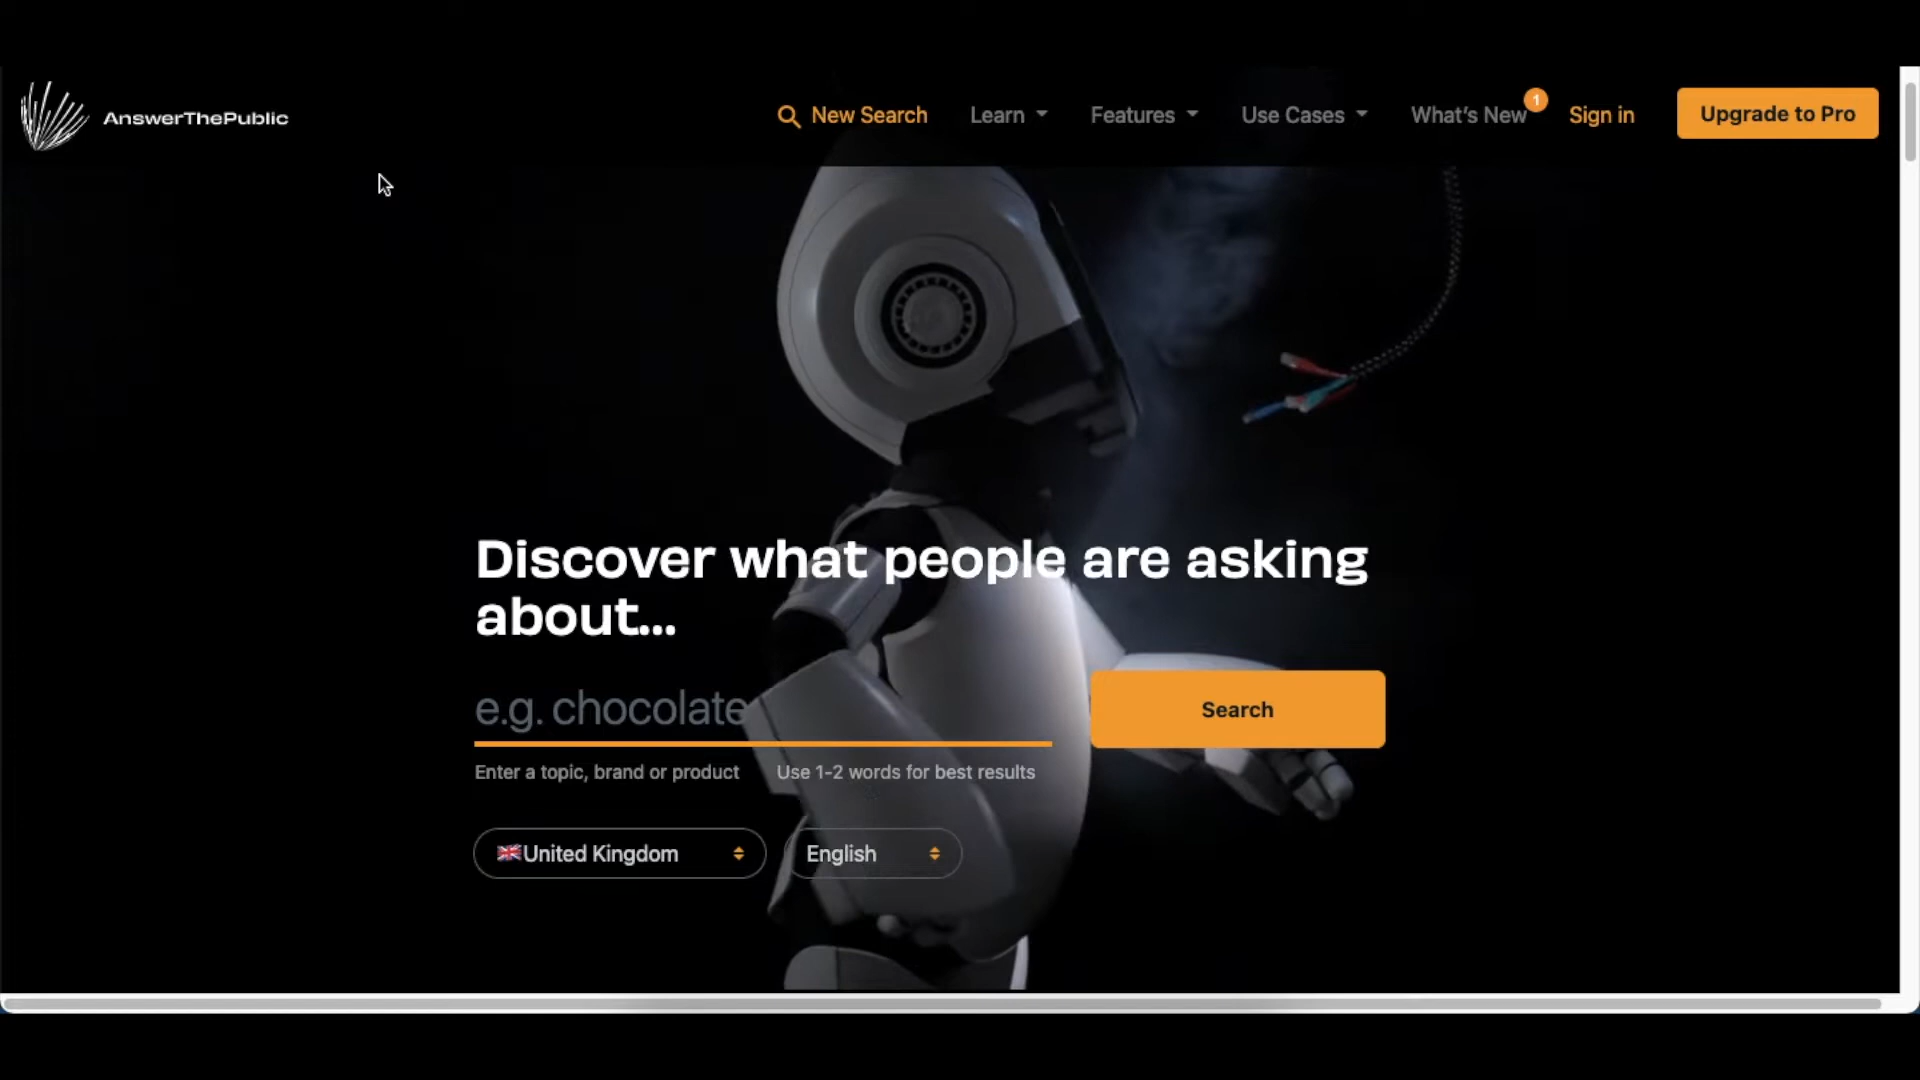 AnswerThePublic
New Search Learn Features Use Cases What's New 1 Sign in Upgrade to Pro
Discover what people are asking
about...
e.g. chocolate
Search
Enter a topic, brand or product Use 1-2 words for best results
United Kingdom English